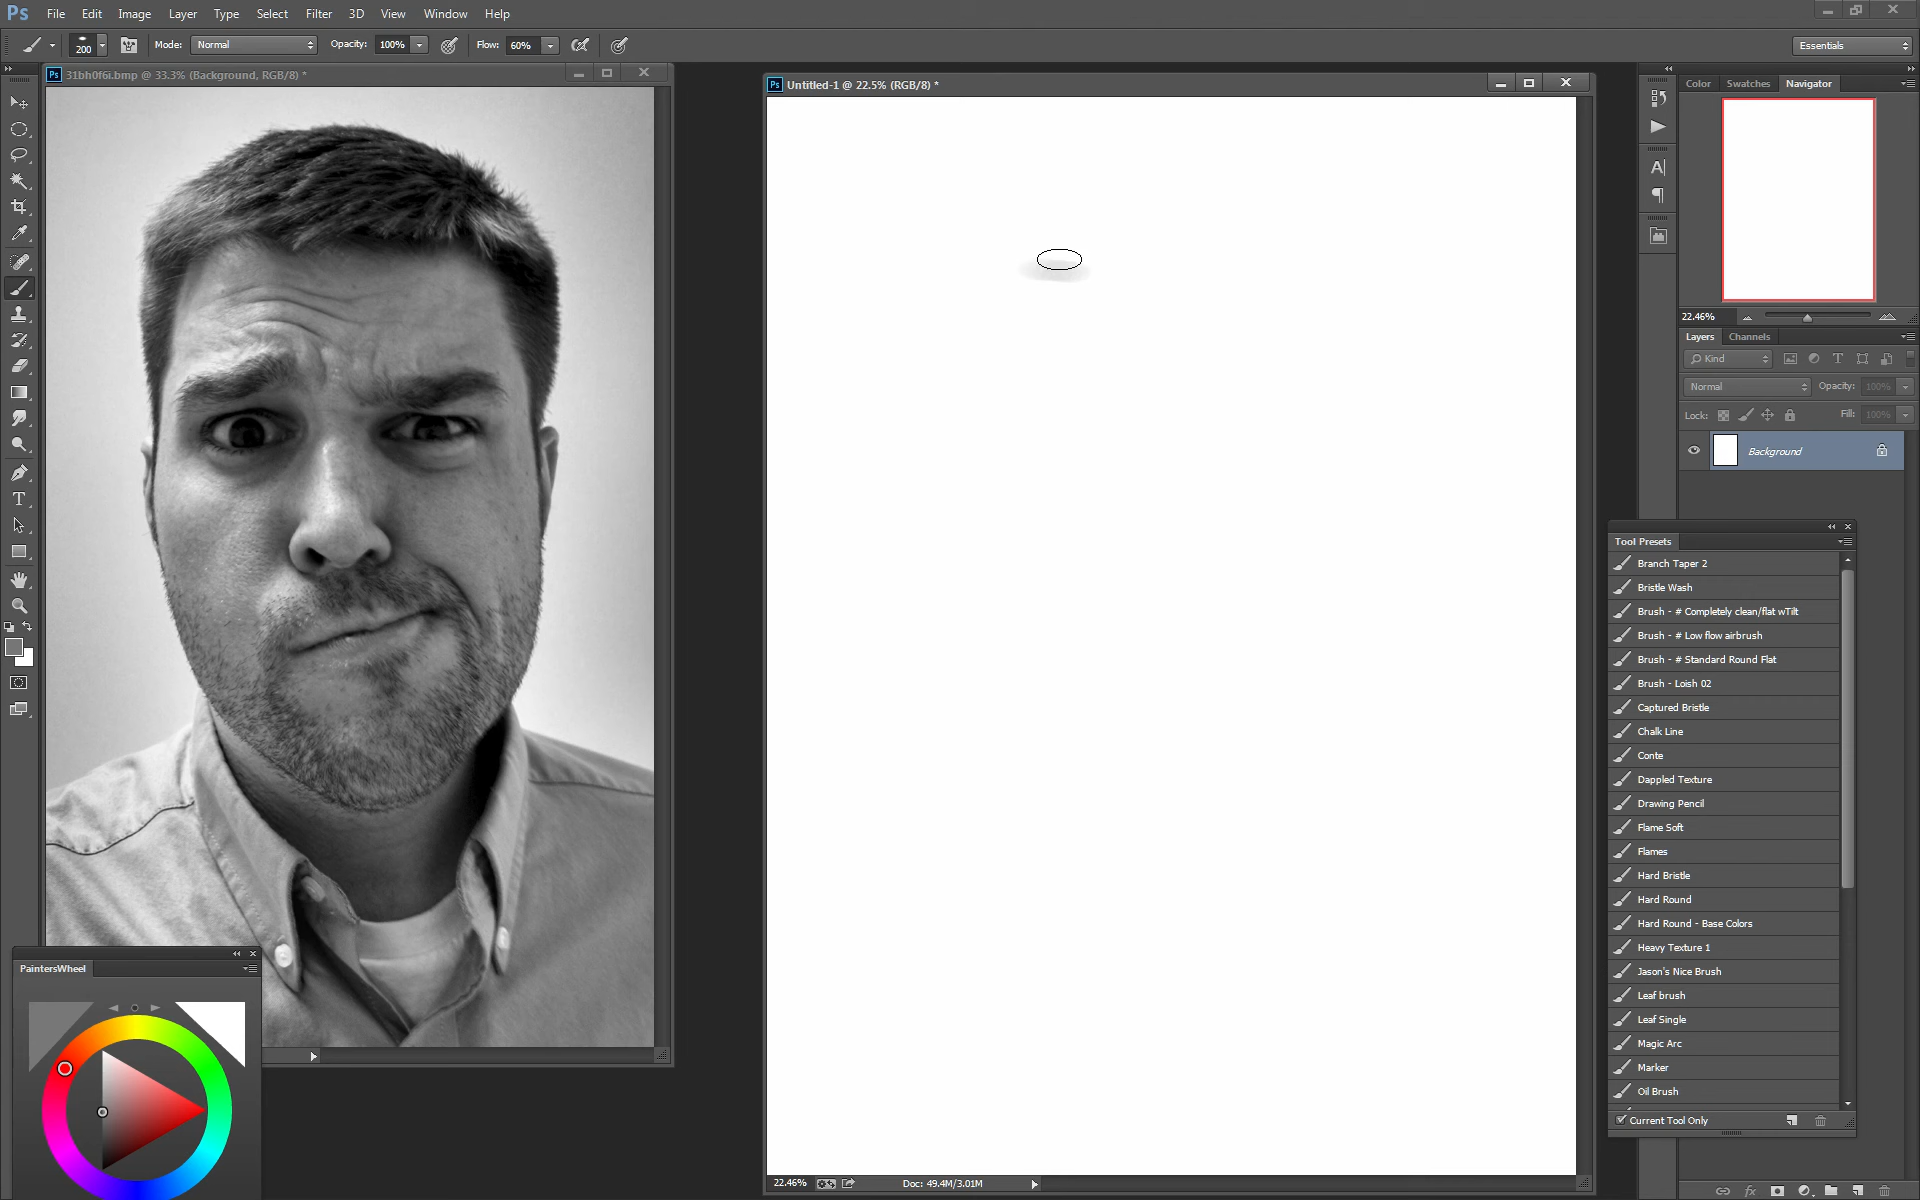 Ps File Edit Image Layer Type Select Filter 3D View Window Help
200 Mode: Normal Opacity: 100% Flow: 60% Essentials
Ps 31bh0f6i.bmp @ 33.3% (Background, RGB/8) *
Ps Untitled-1 @ 22.5% (RGB/8) *
Color Swatches Navigator
22.46%
Layers Channels
Kind
Normal Opacity: 100%
Lock: Fill: 100%
Background
Tool Presets
Branch Taper 2
Bristle Wash
Brush - # Completely clean/flat wTilt
Brush - # Low flow airbrush
Brush - # Standard Round Flat
Brush - Loish 02
Captured Bristle
Chalk Line
Conte
Dappled Texture
Drawing Pencil
Flame Soft
Flames
Hard Bristle
Hard Round
Hard Round - Base Colors
Heavy Texture 1
Jason's Nice Brush
Leaf brush
Leaf Single
Magic Arc
Marker
Oil Brush
Current Tool Only
PaintersWheel
22.46% Doc: 49.4M/3.01M